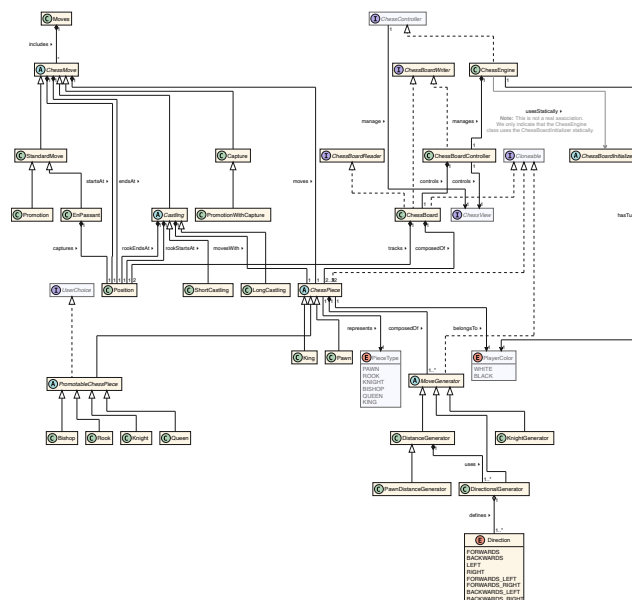 Moves
ChessController
includes
ChessMove
ChessBoardWriter
ChessEngine
usesStatically
Note: This is not a real association.
We only indicate that the ChessEngine
class uses the ChessBoardInitializer statically.
manage
manages
StandardMove
Capture
ChessBoardReader
ChessBoardController
Cloneable
ChessBoardInitialize
startsAt
endsAt
moves
controls
controls
Promotion
EnPassant
Castling
PromotionWithCapture
ChessBoard
ChessView
hasTu
captures
rookEndsAt
rookStartsAt
movesWith
tracks
composedOf
UserChoice
Position
ShortCastling
LongCastling
ChessPiece
represents
composedOf
belongsTo
King
Pawn
PieceType
PAWN
ROOK
KNIGHT
BISHOP
QUEEN
KING
PlayerColor
WHITE
BLACK
PromotableChessPiece
MoveGenerator
Bishop
Rook
Knight
Queen
DistanceGenerator
KnightGenerator
uses
PawnDistanceGenerator
DirectionalGenerator
defines
Direction
FORWARDS
BACKWARDS
LEFT
RIGHT
FORWARDS_LEFT
FORWARDS_RIGHT
BACKWARDS_LEFT
BACKWARDS_RIGHT